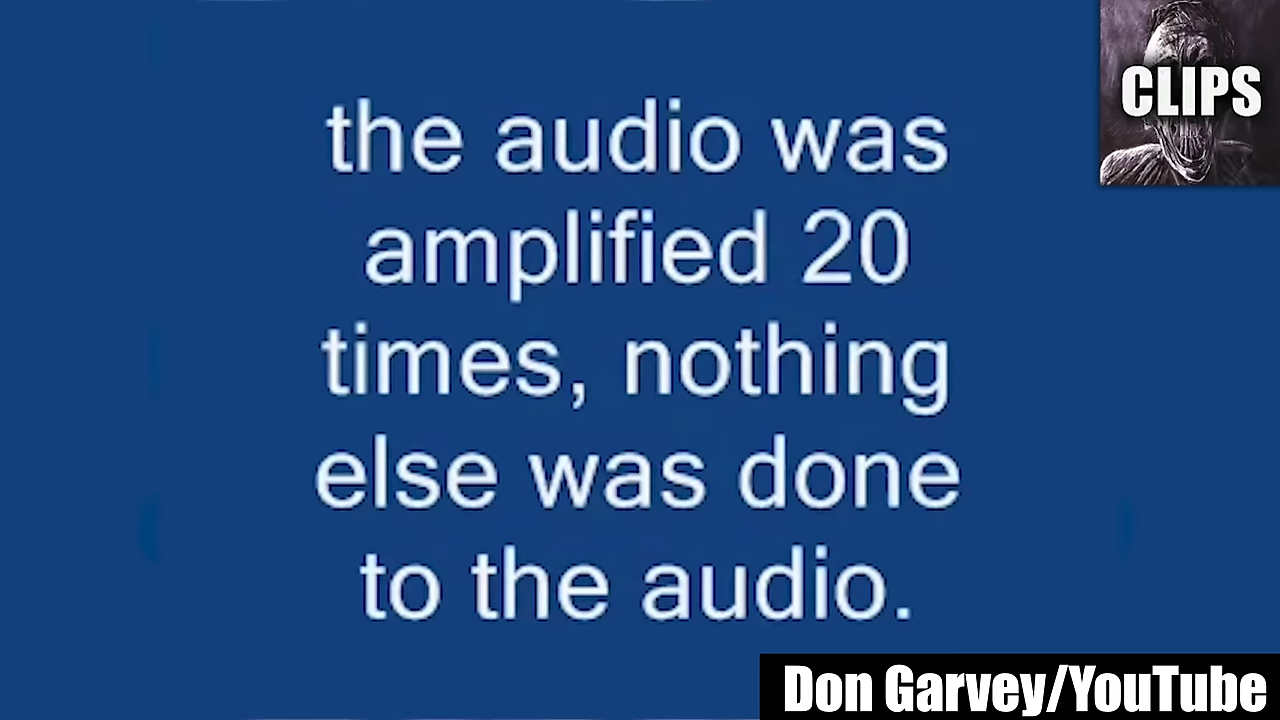 CLIPS
the audio was
amplified 20
times, nothing
else was done
to the audio.
Don Garvey/YouTube